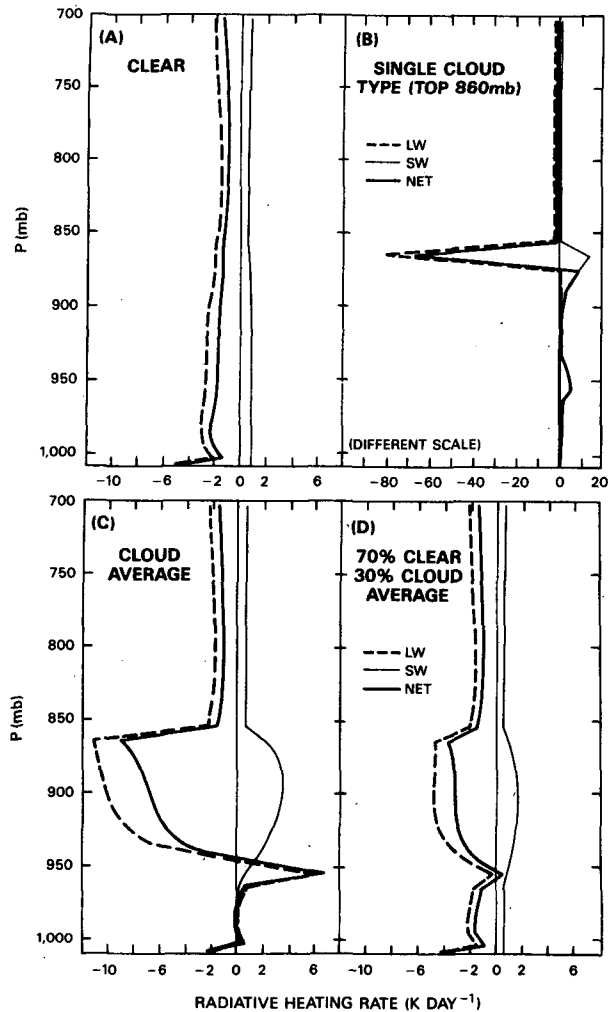 700
(A)
CLEAR
(B)
SINGLE CLOUD
TYPE (TOP 860mb)
LW
SW
NET
750
800
P (mb)
850
900
950
1,000
(DIFFERENT SCALE)
-10 -6 -4 -2 0 2 6
-80 -60 -40 -20 0 20
700
(C)
CLOUD
AVERAGE
(D)
70% CLEAR
30% CLOUD
AVERAGE
LW
SW
NET
750
800
P (mb)
850
900
950
1,000
-10 -6 -4 -2 0 2 6
-10 -6 -4 -2 0 2 6
RADIATIVE HEATING RATE (K DAY⁻¹)